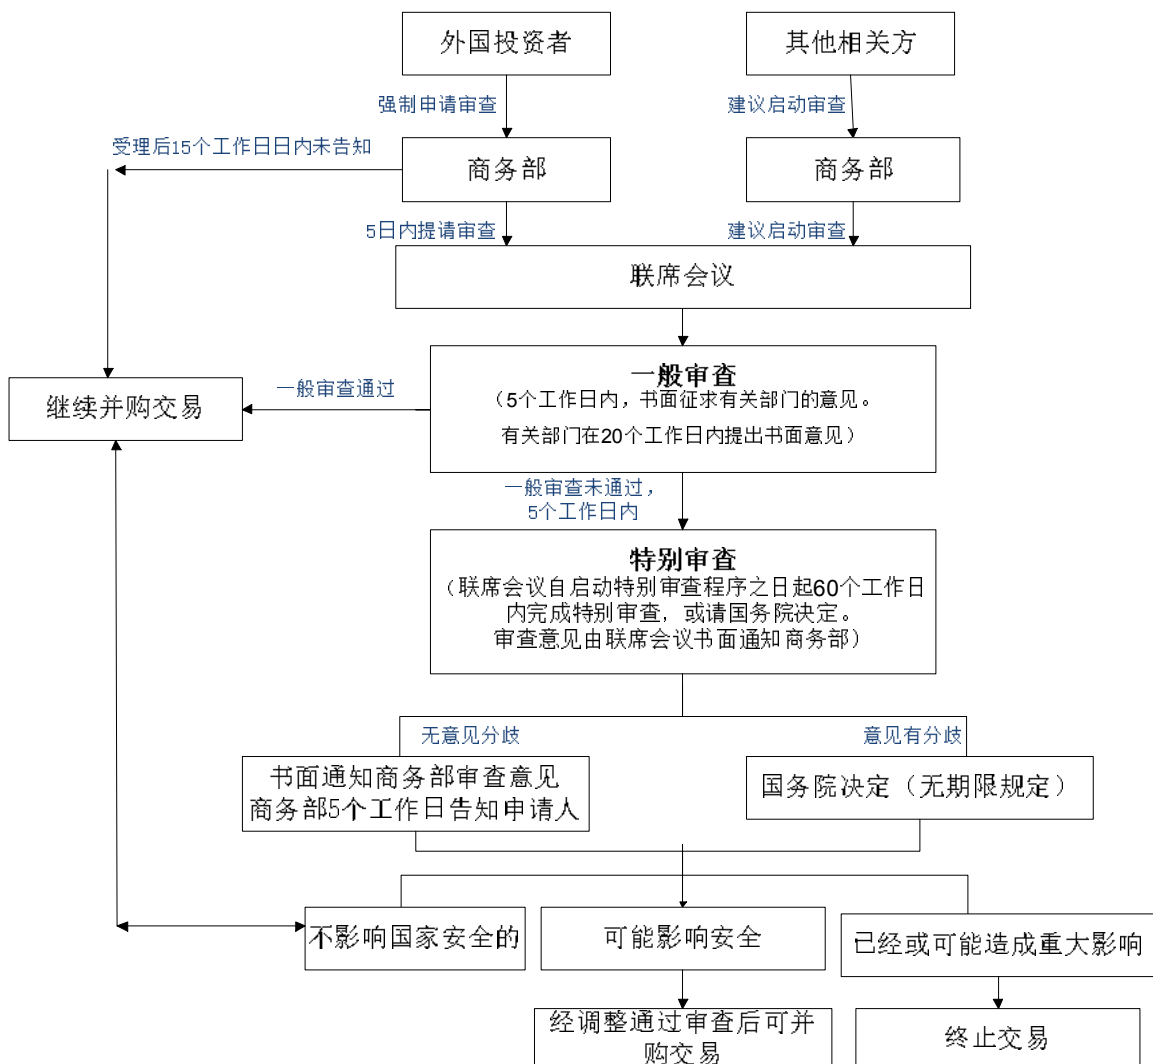 外国投资者
其他相关方
强制申请审查
建议启动审查
受理后15个工作日日内未告知
商务部
商务部
5日内提请审查
建议启动审查
联席会议
一般审查
（5个工作日内，书面征求有关部门的意见。
有关部门在20个工作日内提出书面意见）
一般审查通过
继续并购交易
一般审查未通过，
5个工作日内
特别审查
（联席会议自启动特别审查程序之日起60个工作日
内完成特别审查，或请国务院决定。
审查意见由联席会议书面通知商务部）
无意见分歧
意见有分歧
书面通知商务部审查意见
商务部5个工作日告知申请人
国务院决定（无期限规定）
不影响国家安全的
可能影响安全
已经或可能造成重大影响
经调整通过审查后可并
购交易
终止交易